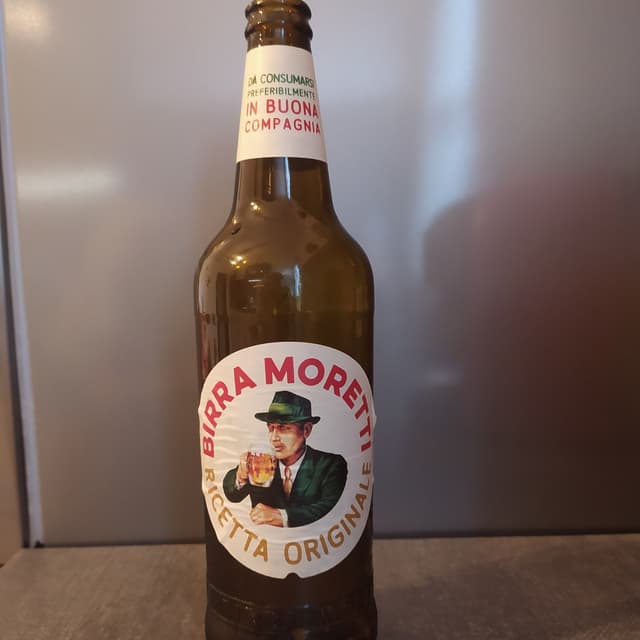 DA CONSUMARSI
PREFERIBILMENTE
IN BUONA
COMPAGNIA
BIRRA MORETTI
RICETTA ORIGINALE